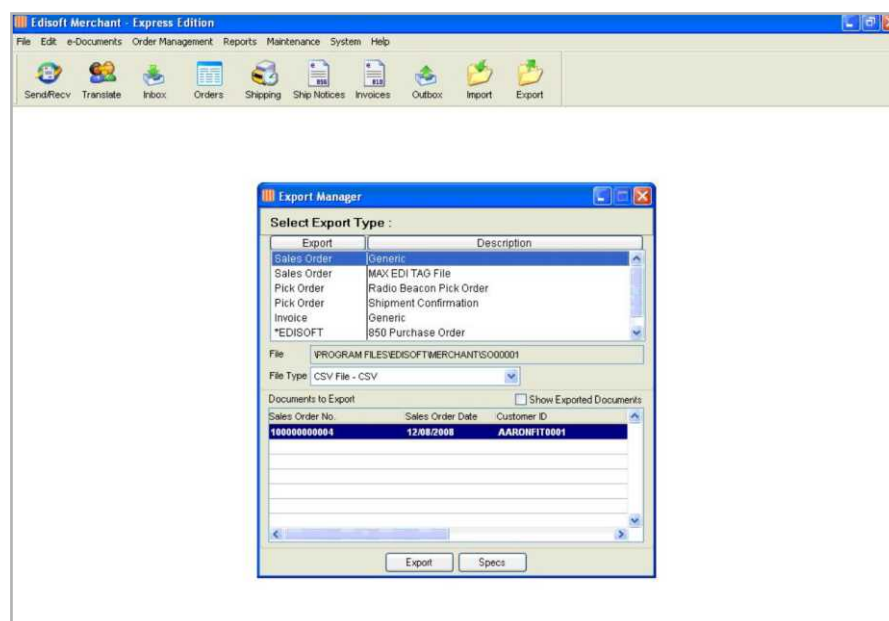 Edisoft Merchant - Express Edition
File Edit e-Documents Order Management Reports Maintenance System Help
Send/Recv Translate Inbox Orders Shipping Ship Notices Invoices Outbox Import Export
Export Manager
Select Export Type :
Export Description
Sales Order Generic
Sales Order MAX EDI TAG File
Pick Order Radio Beacon Pick Order
Pick Order Shipment Confirmation
Invoice Generic
*EDISOFT 850 Purchase Order
File \PROGRAM FILES\EDISOFT\MERCHANT\SO00001
File Type CSV File - CSV
Documents to Export Show Exported Documents
Sales Order No. Sales Order Date Customer ID
100000000004 12/08/2008 AARONFIT0001
Export Specs